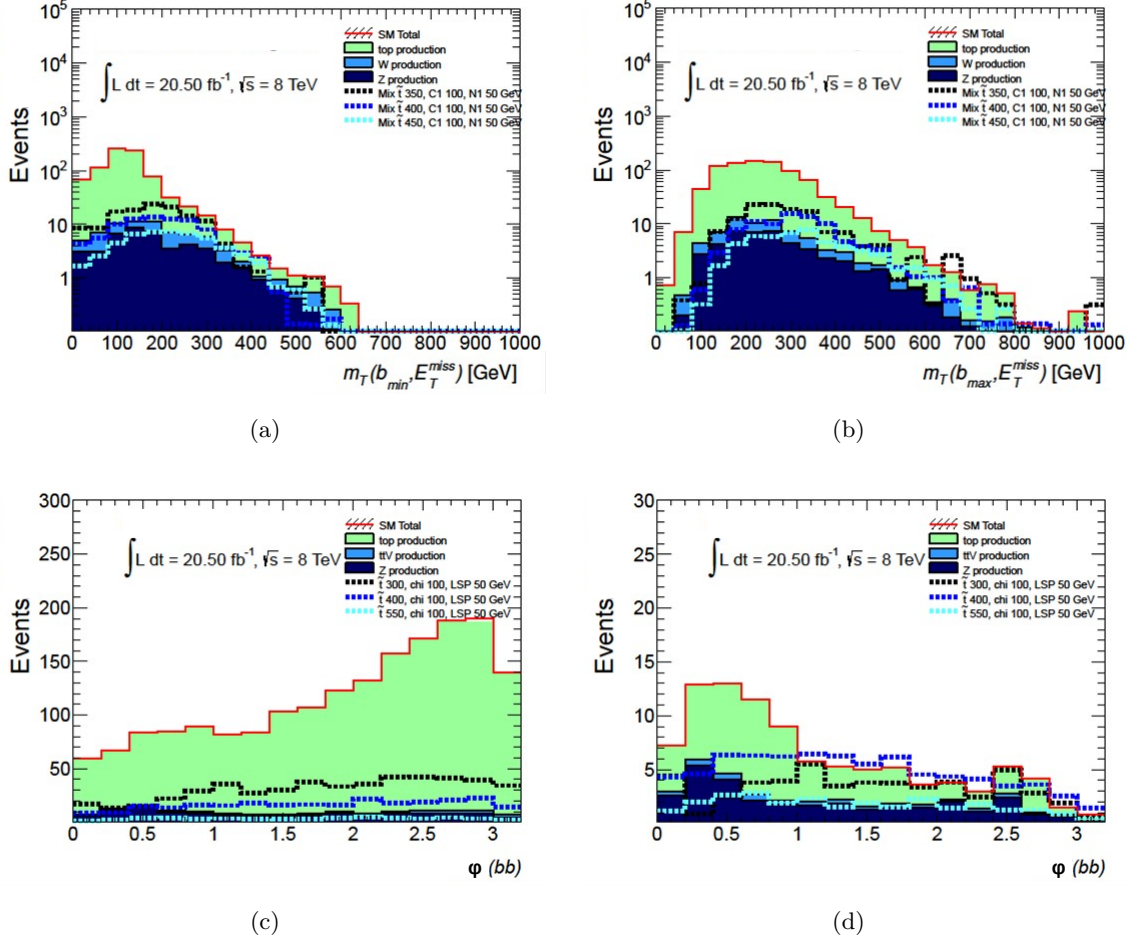 10^5
10^4
10^3
10^2
10
1
Events
∫L dt = 20.50 fb^-1, √s = 8 TeV
SM Total
top production
W production
Z production
Mix t̃ 350, C1 100, N1 50 GeV
Mix t̃ 400, C1 100, N1 50 GeV
Mix t̃ 450, C1 100, N1 50 GeV
0 100 200 300 400 500 600 700 800 900 1000
m_T(b_min,E_T^miss) [GeV]
(a)
10^5
10^4
10^3
10^2
10
1
Events
∫L dt = 20.50 fb^-1, √s = 8 TeV
SM Total
top production
W production
Z production
Mix t̃ 350, C1 100, N1 50 GeV
Mix t̃ 400, C1 100, N1 50 GeV
Mix t̃ 450, C1 100, N1 50 GeV
0 100 200 300 400 500 600 700 800 900 1000
m_T(b_max,E_T^miss) [GeV]
(b)
300
250
200
150
100
50
Events
∫L dt = 20.50 fb^-1, √s = 8 TeV
SM Total
top production
ttV production
Z production
t̃ 300, chi 100, LSP 50 GeV
t̃ 400, chi 100, LSP 50 GeV
t̃ 550, chi 100, LSP 50 GeV
0 0.5 1 1.5 2 2.5 3
φ (bb)
(c)
30
25
20
15
10
5
Events
∫L dt = 20.50 fb^-1, √s = 8 TeV
SM Total
top production
ttV production
Z production
t̃ 300, chi 100, LSP 50 GeV
t̃ 400, chi 100, LSP 50 GeV
t̃ 550, chi 100, LSP 50 GeV
0 0.5 1 1.5 2 2.5 3
φ (bb)
(d)